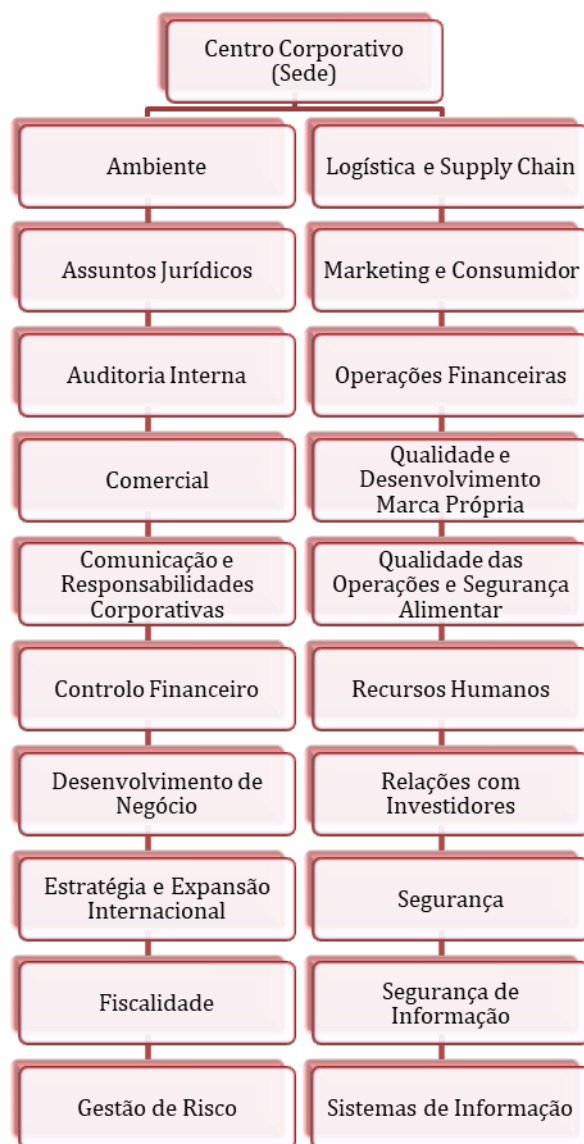 Centro Corporativo
(Sede)
Ambiente
Assuntos Jurídicos
Auditoria Interna
Comercial
Comunicação e
Responsabilidades
Corporativas
Controlo Financeiro
Desenvolvimento de
Negócio
Estratégia e Expansão
Internacional
Fiscalidade
Gestão de Risco
Logística e Supply Chain
Marketing e Consumidor
Operações Financeiras
Qualidade e
Desenvolvimento
Marca Própria
Qualidade das
Operações e Segurança
Alimentar
Recursos Humanos
Relações com
Investidores
Segurança
Segurança de
Informação
Sistemas de Informação